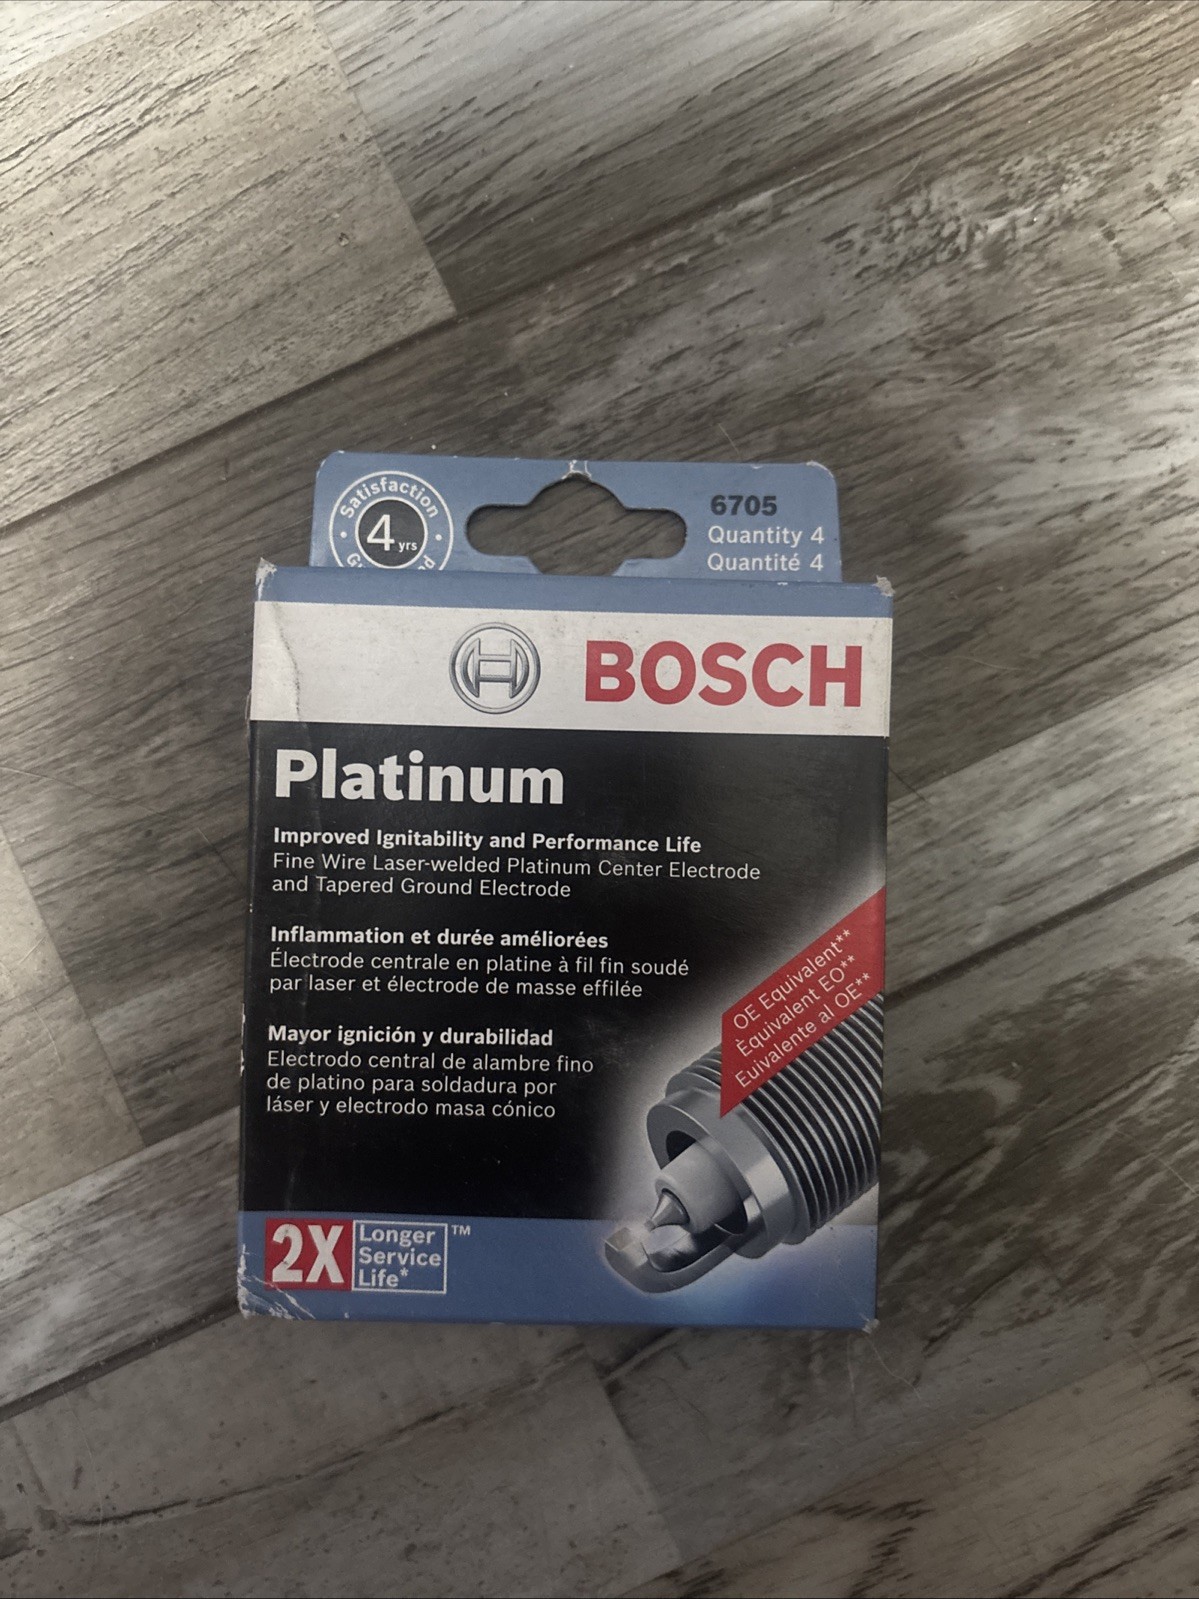 Satisfaction
4 yrs
6705
Quantity 4
Quantité 4
BOSCH
Platinum
Improved Ignitability and Performance Life
Fine Wire Laser-welded Platinum Center Electrode
and Tapered Ground Electrode
Inflammation et durée améliorées
Électrode centrale en platine à fil fin soudé
par laser et électrode de masse effilée
Mayor ignición y durabilidad
Electrodo central de alambre fino
de platino para soldadura por
láser y electrodo masa cónico
OE Equivalent**
Èquivalent EO**
Euivalente al OE**
2X Longer
Service
Life*™